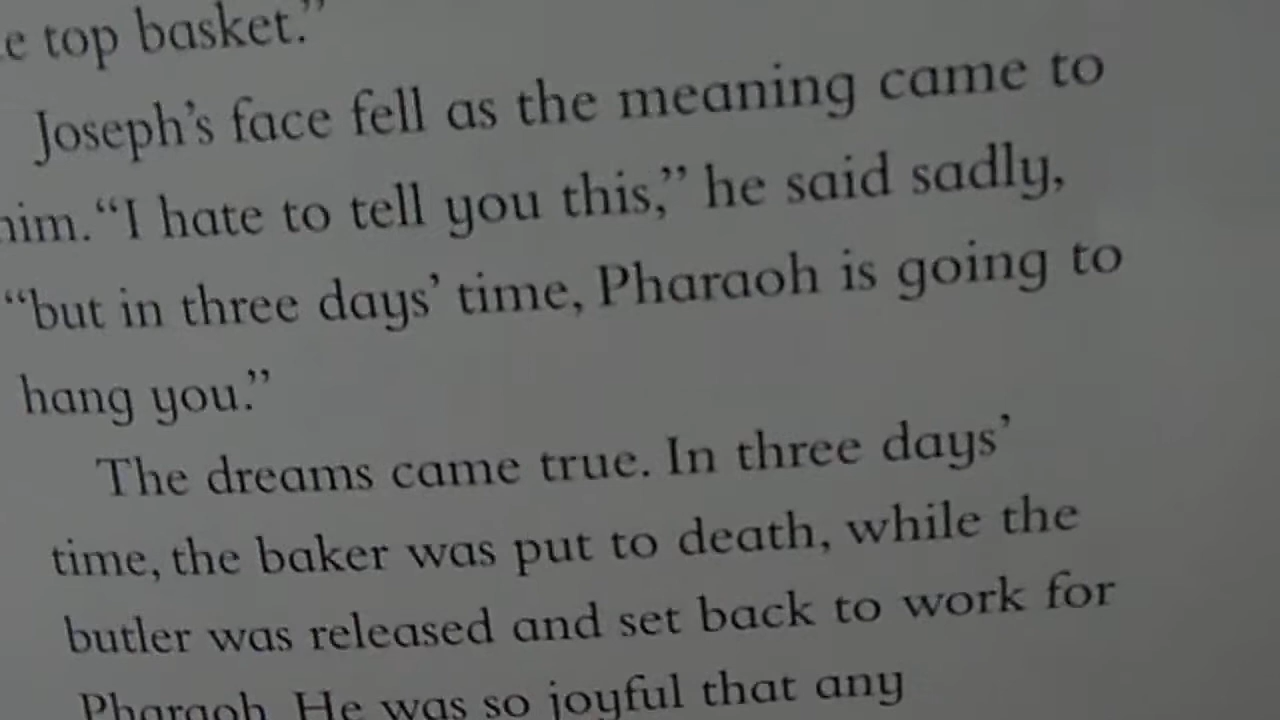 top basket.”
Joseph’s face fell as the meaning came to
him. “I hate to tell you this,” he said sadly,
“but in three days’ time, Pharaoh is going to
hang you.”
The dreams came true. In three days’
time, the baker was put to death, while the
butler was released and set back to work for
Pharaoh. He was so joyful that any